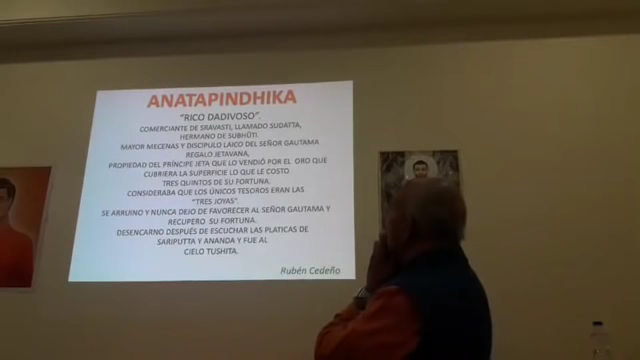 ANATAPINDHIKA
"RICO DADIVOSO".
COMERCIANTE DE SRAVASTI, LLAMADO SUDATTA,
HERMANO DE SUBHÛTI.
MAYOR MECENAS Y DISCIPULO LAICO DEL SEÑOR GAUTAMA
REGALO JETAVANA,
PROPIEDAD DEL PRÍNCIPE JETA QUE LO VENDIÓ POR EL ORO QUE
CUBRIERA LA SUPERFICIE LO QUE LE COSTO
TRES QUINTOS DE SU FORTUNA.
CONSIDERABA QUE LOS ÚNICOS TESOROS ERAN LAS
"TRES JOYAS".
SE ARRUINO Y NUNCA DEJO DE FAVORECER AL SEÑOR GAUTAMA Y
RECUPERO SU FORTUNA.
DESENCARNO DESPUÉS DE ESCUCHAR LAS PLATICAS DE
SARIPUTTA Y ANANDA Y FUE AL
CIELO TUSHITA.
Rubén Cedeño